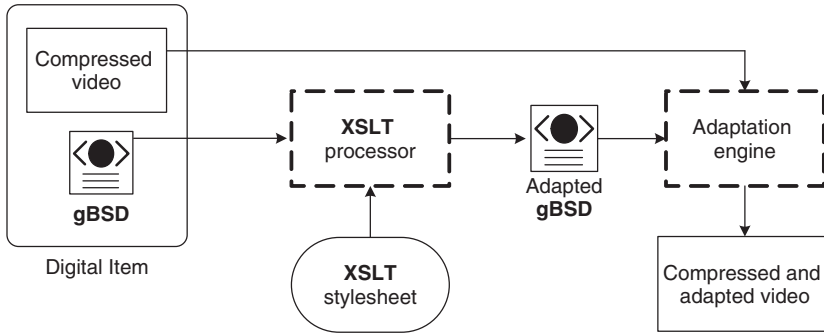 Compressed
video
gBSD
Digital Item
XSLT
processor
XSLT
stylesheet
Adapted
gBSD
Adaptation
engine
Compressed and
adapted video